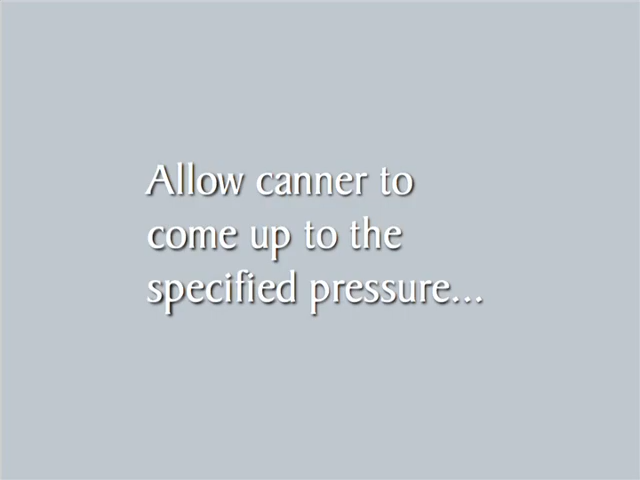 Allow canner to
come up to the
specified pressure...